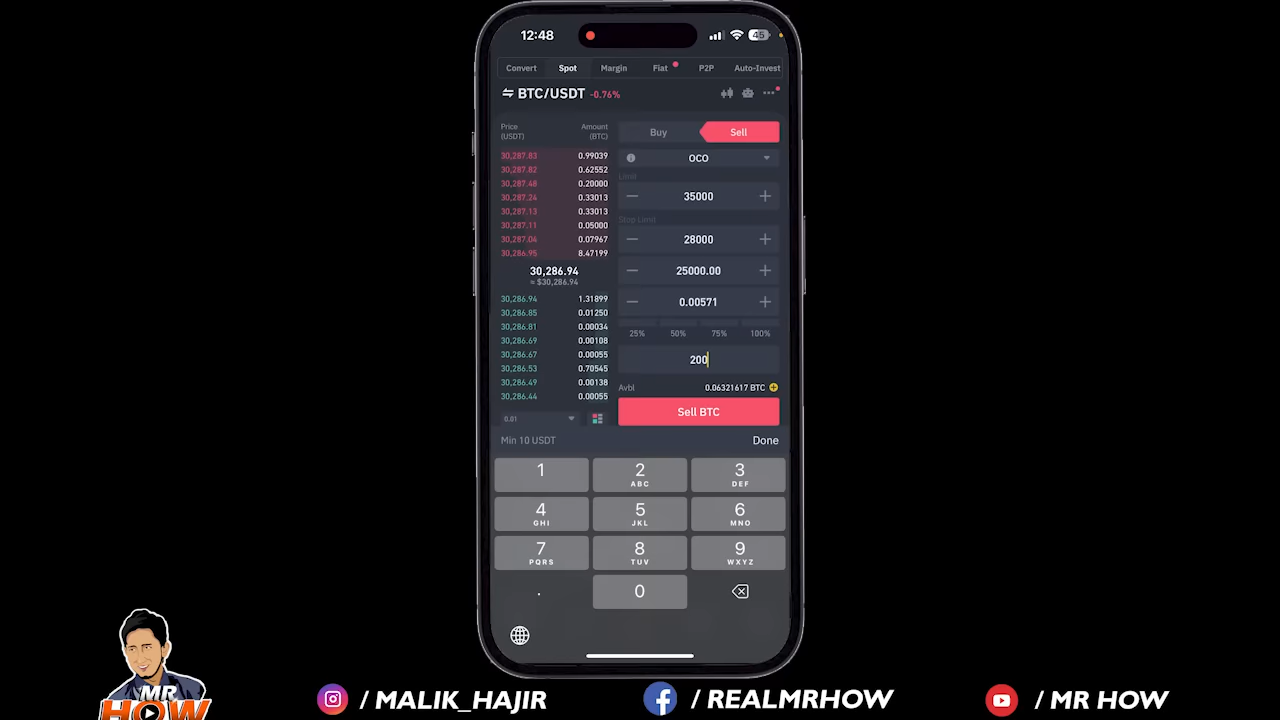 12:48
45
Convert Spot Margin Fiat P2P Auto-Invest
BTC/USDT -0.76%
Price
(USDT)
Amount
(BTC)
30,287.83 0.99039
30,287.82 0.62552
30,287.48 0.20000
30,287.24 0.33013
30,287.13 0.33013
30,287.11 0.05000
30,287.04 0.07967
30,286.95 8.47199
30,286.94
≈ $30,286.94
30,286.94 1.31899
30,286.85 0.01250
30,286.81 0.00034
30,286.69 0.00108
30,286.67 0.00055
30,286.53 0.70545
30,286.49 0.00138
30,286.44 0.00055
0.01
Buy Sell
OCO
Limit
— 35000 +
Stop Limit
— 28000 +
— 25000.00 +
— 0.00571 +
25% 50% 75% 100%
200
Avbl 0.06321617 BTC
Sell BTC
Min 10 USDT Done
1
2
ABC
3
DEF
4
GHI
5
JKL
6
MNO
7
PQRS
8
TUV
9
WXYZ
.
0
MR
HOW
/ MALIK_HAJIR
/ REALMRHOW
/ MR HOW